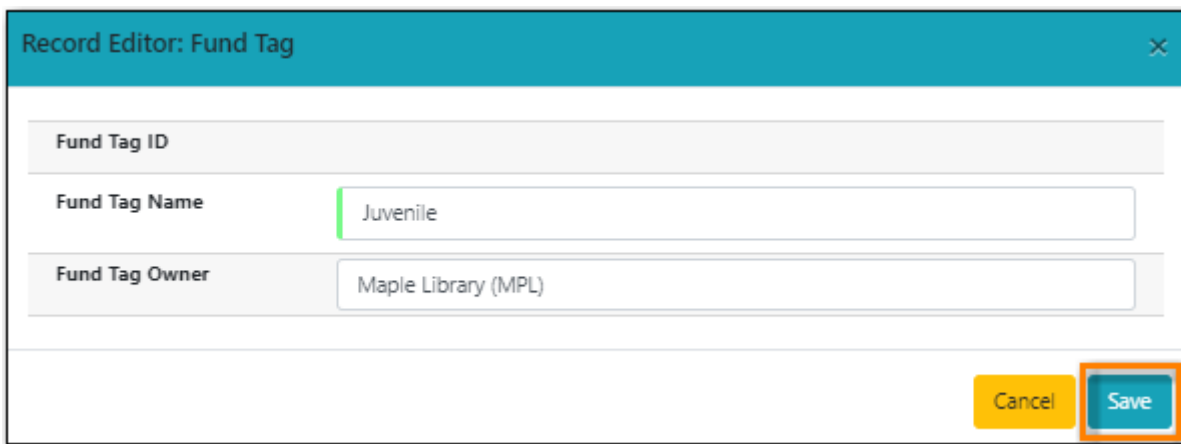 Record Editor: Fund Tag ×
Fund Tag ID
Fund Tag Name Juvenile
Fund Tag Owner Maple Library (MPL)
Cancel Save